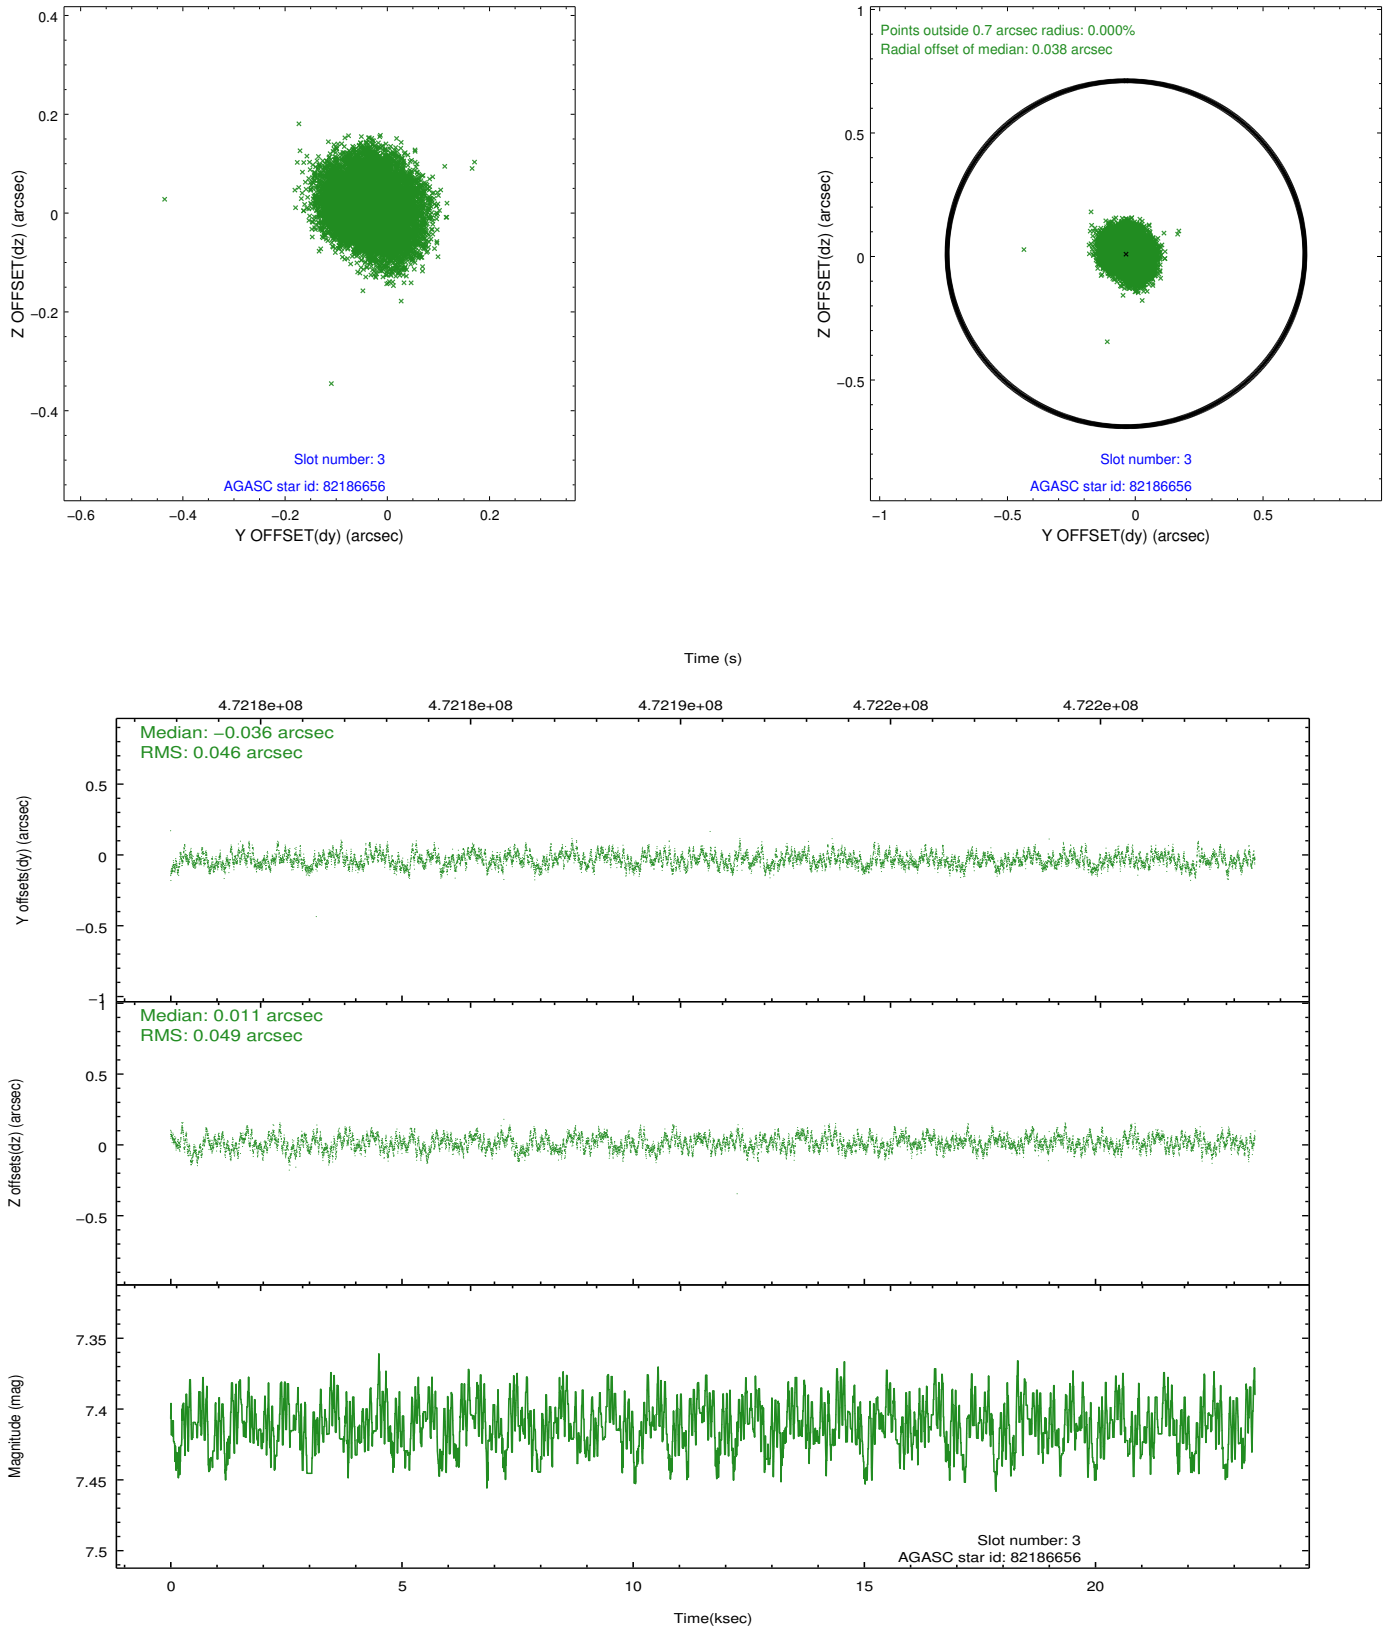 0.4
0.2
0
−0.2
−0.4
Z OFFSET(dz) (arcsec)
Slot number: 3
AGASC star id: 82186656
−0.6 −0.4 −0.2 0 0.2
Y OFFSET(dy) (arcsec)
1
0.5
0
−0.5
Z OFFSET(dz) (arcsec)
Points outside 0.7 arcsec radius: 0.000%
Radial offset of median: 0.038 arcsec
Slot number: 3
AGASC star id: 82186656
−1 −0.5 0 0.5
Y OFFSET(dy) (arcsec)
Time (s)
4.7218e+08 4.7218e+08 4.7219e+08 4.722e+08 4.722e+08
Median: −0.036 arcsec
RMS: 0.046 arcsec
0.5
0
−0.5
−1
Y offsets(dy) (arcsec)
1
Median: 0.011 arcsec
RMS: 0.049 arcsec
0.5
0
−0.5
Z offsets(dz) (arcsec)
7.35
7.4
7.45
7.5
Magnitude (mag)
Slot number: 3
AGASC star id: 82186656
0 5 10 15 20
Time(ksec)